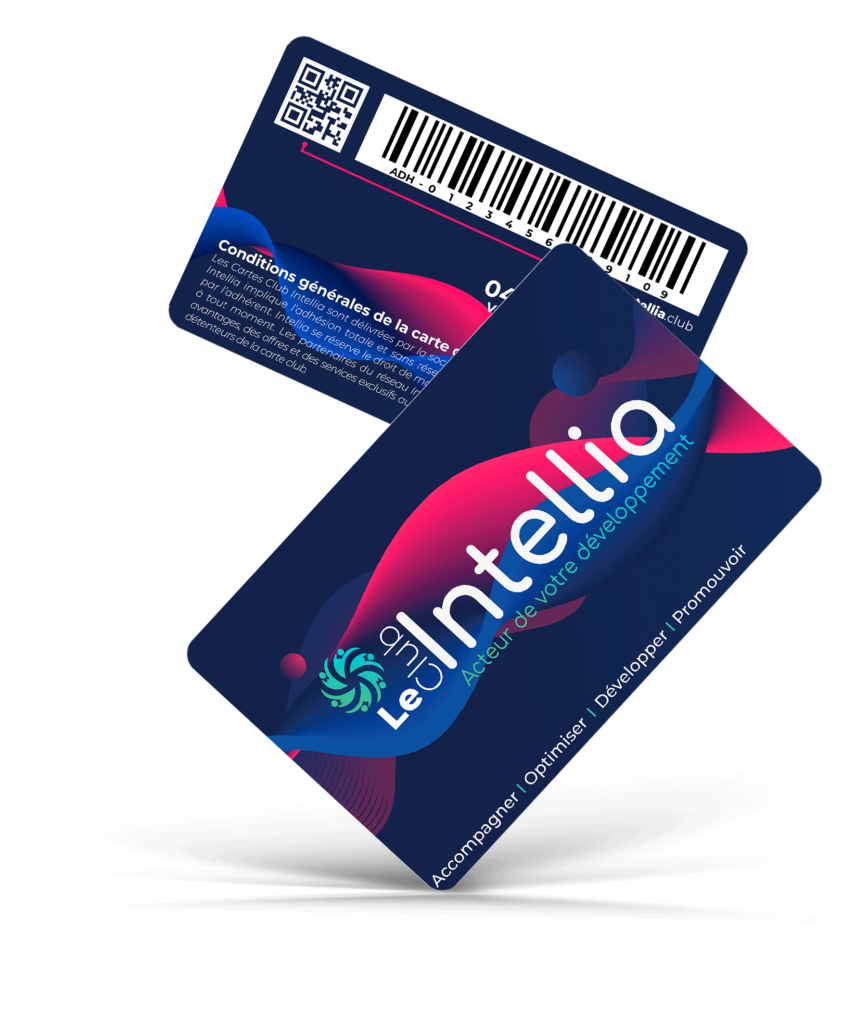 ADH - 0 1 2 3 4 5 6 9 1 0 9
04
Conditions générales de la carte
Les Cartes Club Intellia sont délivrées par la
Intellia implique l'adhésion totale et sans
par l'adhérent. Intellia se réserve le droit de
à tout moment. Les partenaires du réseau
avantages, des offres et des services exclusifs
détenteurs de la carte club.
.club
Le club
Intellia
Acteur de votre développement
Accompagner I Optimiser I Développer I Promouvoir